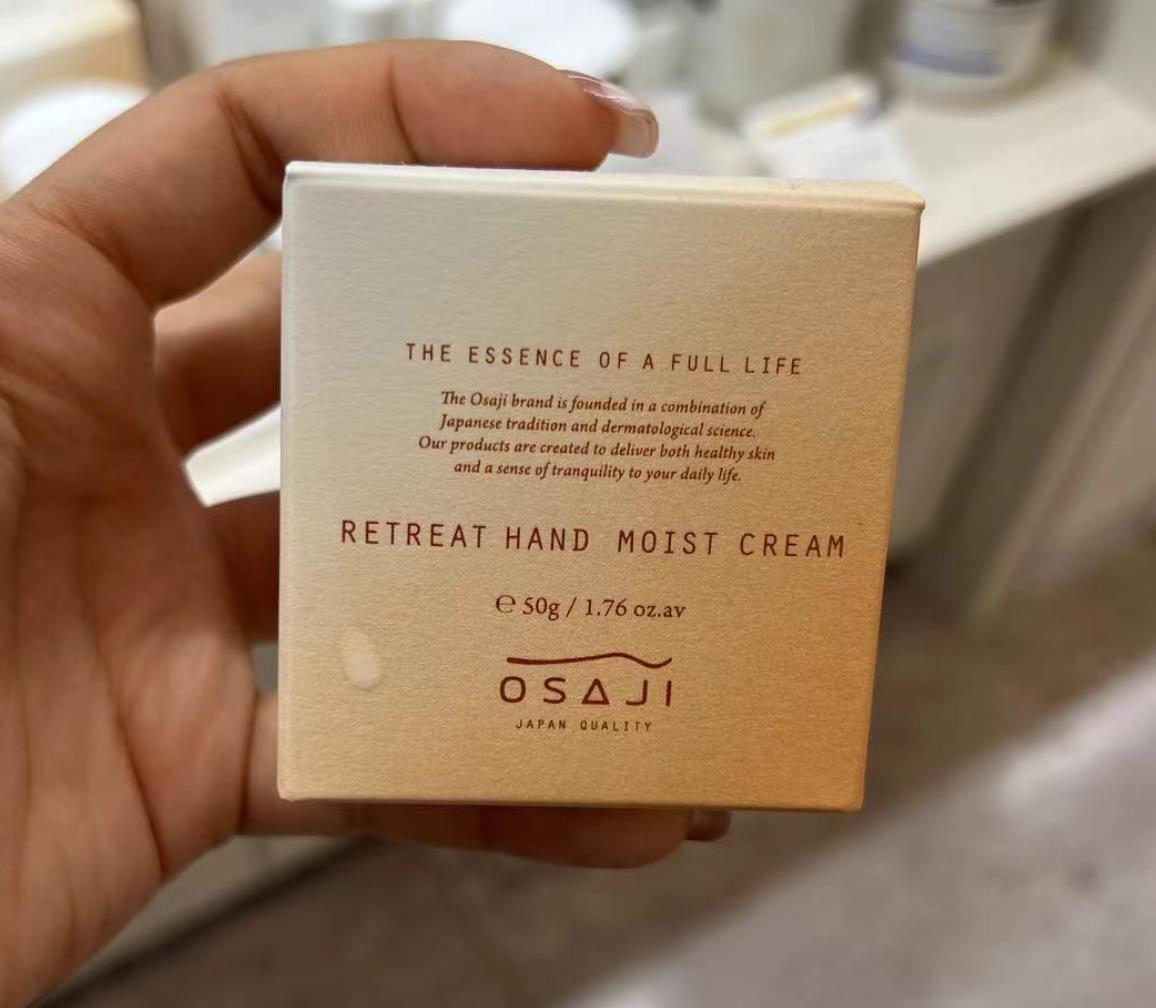 THE ESSENCE OF A FULL LIFE
The Osaji brand is founded in a combination of
Japanese tradition and dermatological science.
Our products are created to deliver both healthy skin
and a sense of tranquility to your daily life.
RETREAT HAND MOIST CREAM
℮ 50g / 1.76 oz.av
OSAJI
JAPAN QUALITY